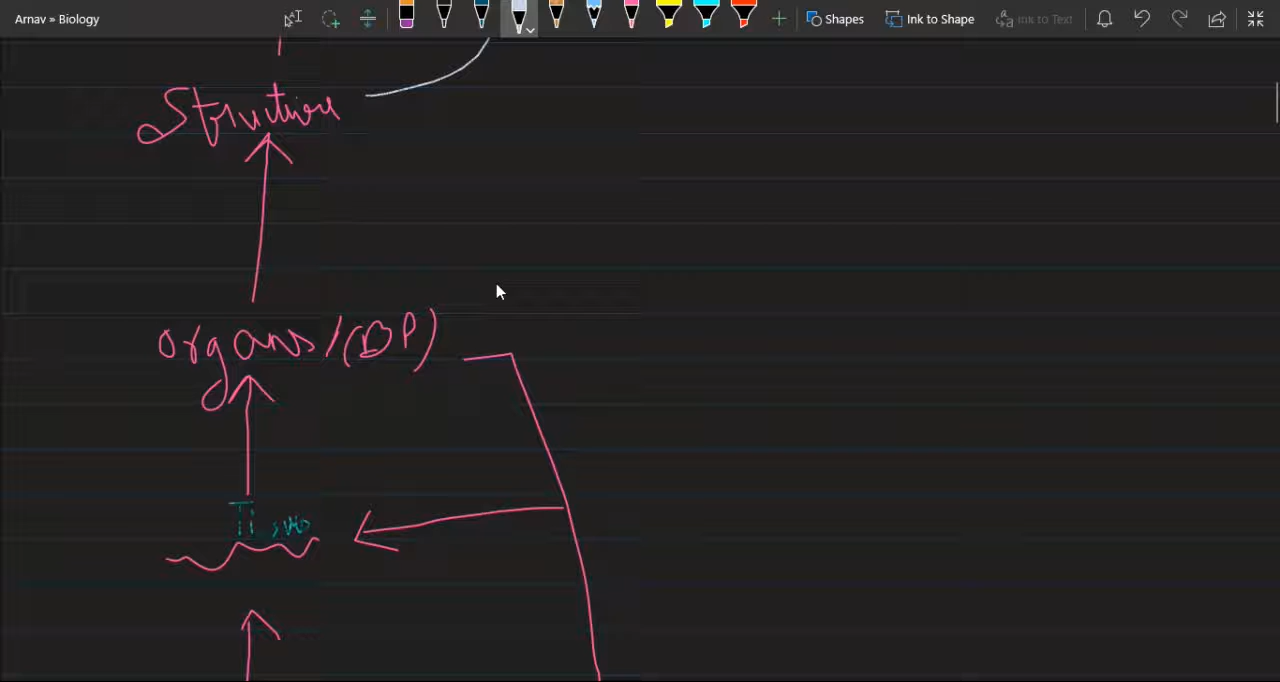 Arnav » Biology
Shapes
Ink to Shape
Ink to Text
Structure
organs/(BP)
Tissue